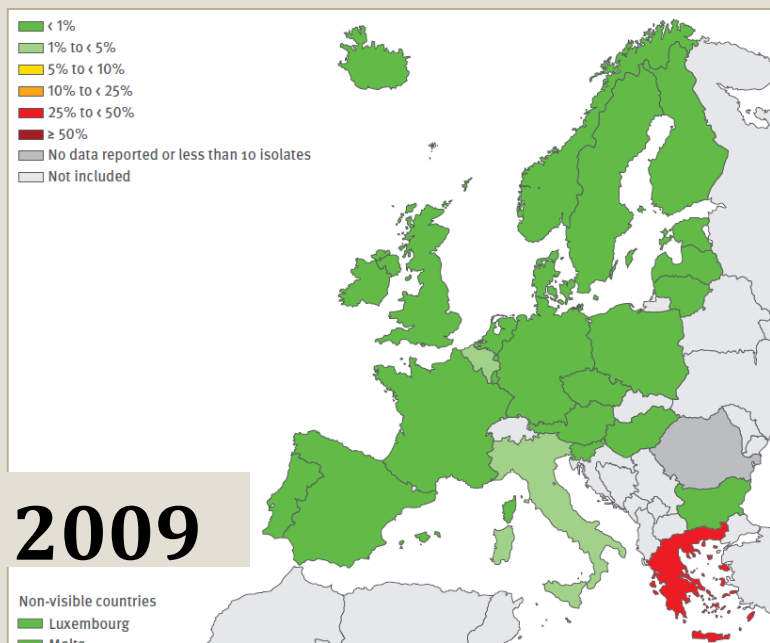 < 1%
1% to < 5%
5% to < 10%
10% to < 25%
25% to < 50%
≥ 50%
No data reported or less than 10 isolates
Not included
2009
Non-visible countries
Luxembourg
Malta